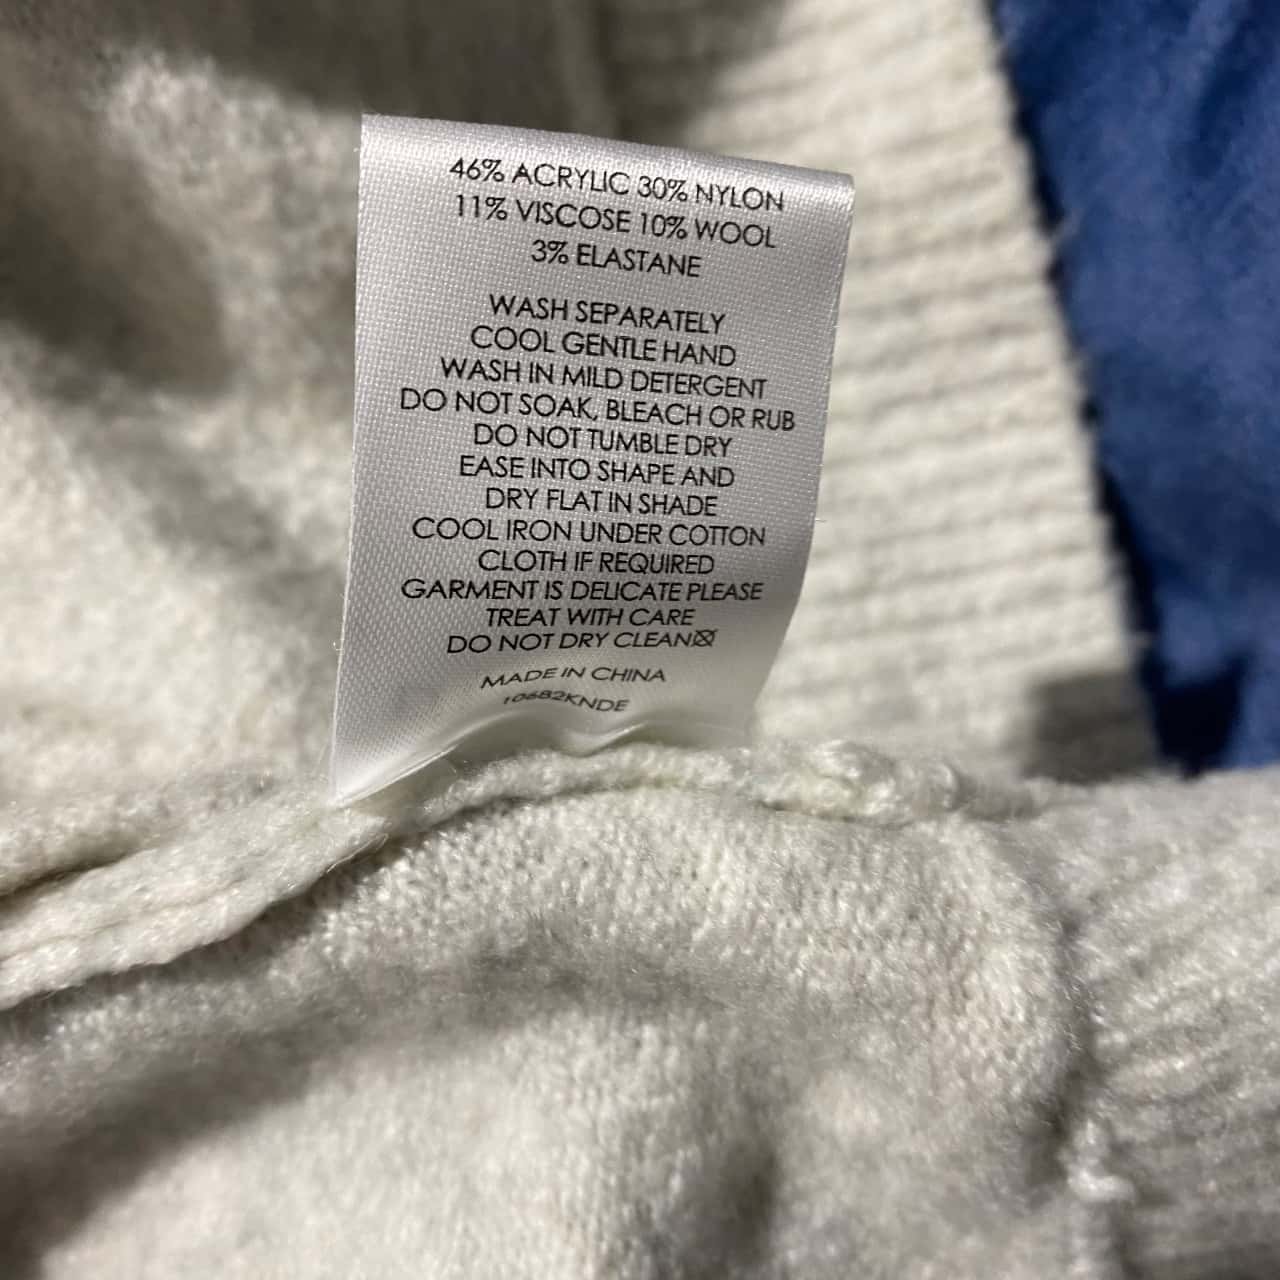 46% ACRYLIC 30% NYLON
11% VISCOSE 10% WOOL
3% ELASTANE
WASH SEPARATELY
COOL GENTLE HAND
WASH IN MILD DETERGENT
DO NOT SOAK, BLEACH OR RUB
DO NOT TUMBLE DRY
EASE INTO SHAPE AND
DRY FLAT IN SHADE
COOL IRON UNDER COTTON
CLOTH IF REQUIRED
GARMENT IS DELICATE PLEASE
TREAT WITH CARE
DO NOT DRY CLEAN
MADE IN CHINA
10682KNDE